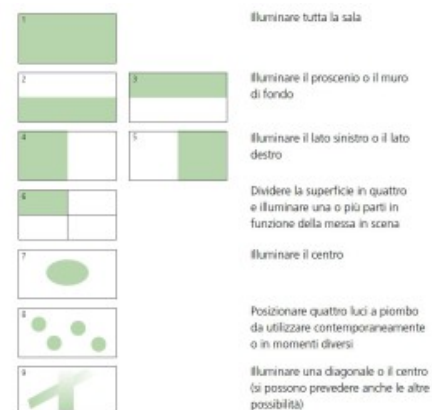 1
Illuminare tutta la sala
2
3
Illuminare il proscenio o il muro
di fondo
4
5
Illuminare il lato sinistro o il lato
destro
6
Dividere la superficie in quattro
e illuminare una o più parti in
funzione della messa in scena
7
Illuminare il centro
8
Posizionare quattro luci a piombo
da utilizzare contemporaneamente
o in momenti diversi
9
Illuminare una diagonale o il centro
(si possono prevedere anche le altre
possibilità)